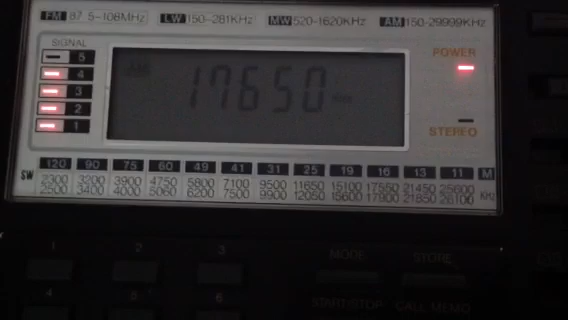 FM 87.5-108MHz LW 150-281KHz MW 520-1620KHz AM 150-29999KHz
SIGNAL
5
4
3
2
1
17650
POWER
STEREO
120 90 75 60 49 41 31 25 19 16 13 11 M
SW 2300 3200 3900 4750 5800 7100 9500 11650 15100 17550 21450 25600 KHz
2500 3400 4000 5060 6200 7500 9900 12050 15600 17900 21850 26100
1 2 3 MODE STORE
4 5 6 START/STOP CALL MEMO